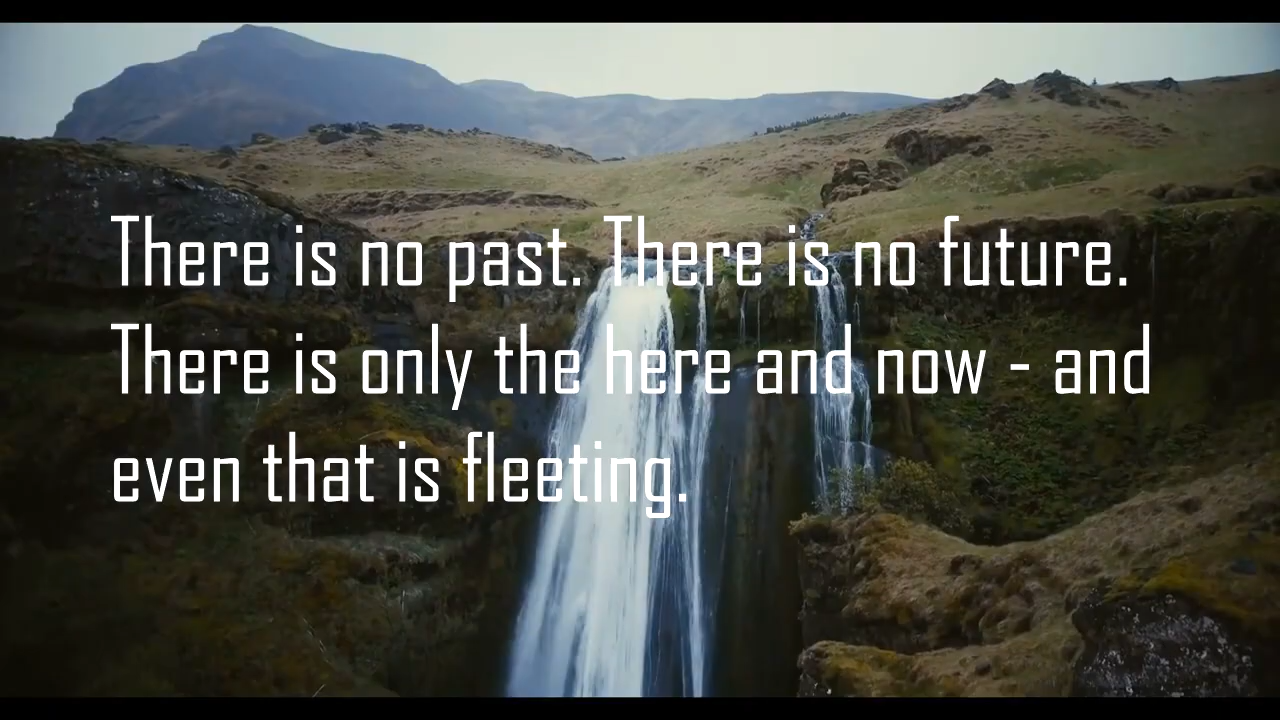 There is no past. There is no future.
There is only the here and now - and
even that is fleeting.